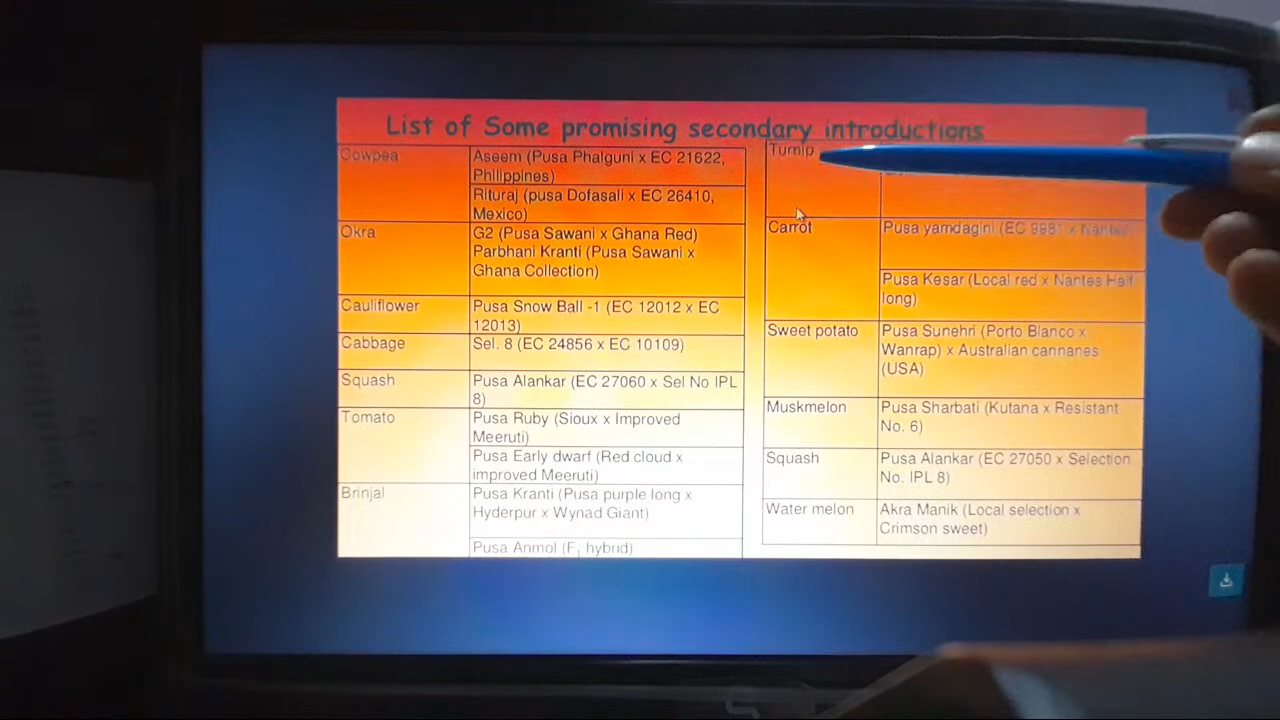 List of Some promising secondary introductions
Cowpea
Aseem (Pusa Phalguni x EC 21622,
Philippines)
Rituraj (pusa Dofasali x EC 26410,
Mexico)
Okra
G2 (Pusa Sawani x Ghana Red)
Parbhani Kranti (Pusa Sawani x
Ghana Collection)
Cauliflower
Pusa Snow Ball -1 (EC 12012 x EC
12013)
Cabbage
Sel. 8 (EC 24856 x EC 10109)
Squash
Pusa Alankar (EC 27060 x Sel No IPL
8)
Tomato
Pusa Ruby (Sioux x Improved
Meeruti)
Pusa Early dwarf (Red cloud x
improved Meeruti)
Brinjal
Pusa Kranti (Pusa purple long x
Hyderpur x Wynad Giant)
Pusa Anmol (F1 hybrid)
Turnip
Carrot
Pusa yamdagini (EC 9981 x Nantes)
Pusa Kesar (Local red x Nantes Half
long)
Sweet potato
Pusa Sunehri (Porto Blanco x
Wanrap) x Australian cannanes
(USA)
Muskmelon
Pusa Sharbati (Kutana x Resistant
No. 6)
Squash
Pusa Alankar (EC 27050 x Selection
No. IPL 8)
Water melon
Akra Manik (Local selection x
Crimson sweet)